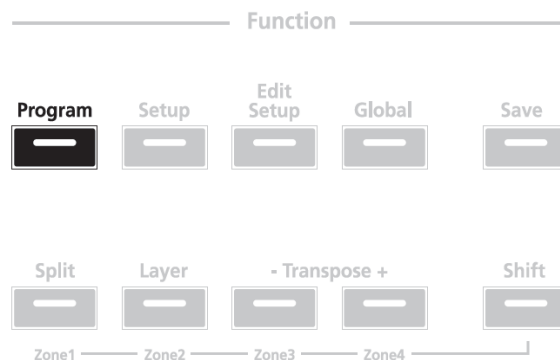 Function
Program Setup Edit Setup Global Save
Split Layer - Transpose + Shift
Zone1 Zone2 Zone3 Zone4